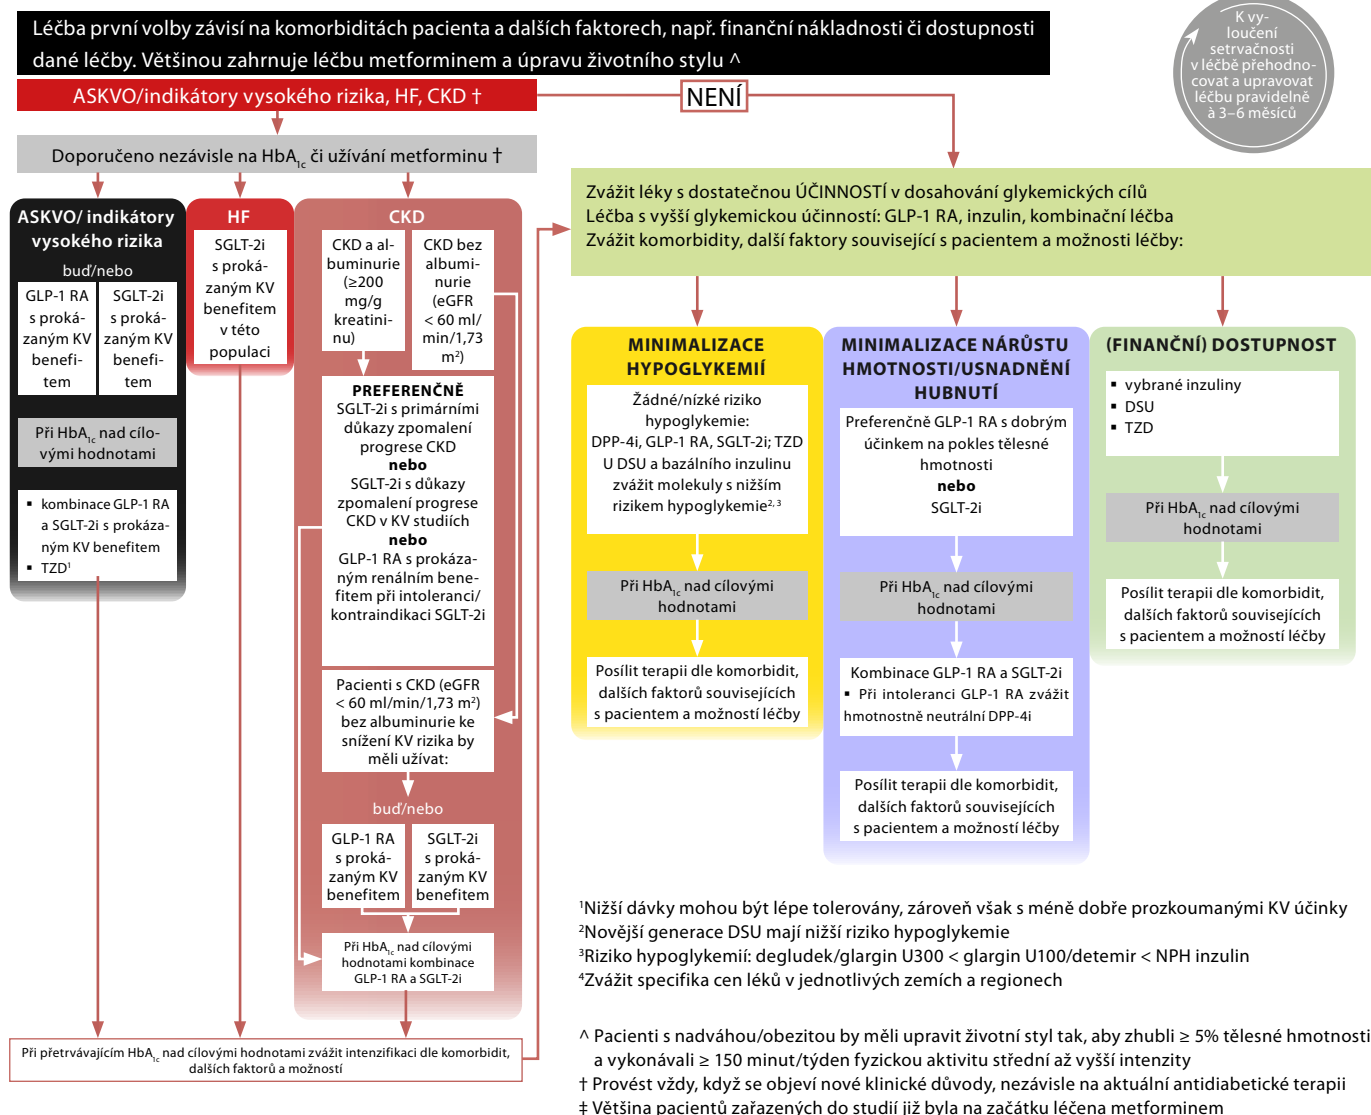 Léčba první volby závisí na komorbiditách pacienta a dalších faktorech, např. finanční nákladnosti či dostupnosti
dané léčby. Většinou zahrnuje léčbu metforminem a úpravu životního stylu ^
K vy-
loučení
setrvačnosti
v léčbě přehodno-
covat a upravovat
léčbu pravidelně
à 3–6 měsíců
ASKVO/indikátory vysokého rizika, HF, CKD †
NENÍ
Doporučeno nezávisle na HbA1c či užívání metforminu †
Zvážit léky s dostatečnou ÚČINNOSTÍ v dosahování glykemických cílů
Léčba s vyšší glykemickou účinností: GLP-1 RA, inzulin, kombinační léčba
Zvážit komorbidity, další faktory související s pacientem a možnosti léčby:
ASKVO/ indikátory
vysokého rizika
buď/nebo
GLP-1 RA
s proká-
zaným KV
benefi-
tem
SGLT-2i
s proká-
zaným KV
benefi-
tem
Při HbA1c nad cílo-
vými hodnotami
▪ kombinace GLP-1 RA
a SGLT-2i s prokáza-
ným KV benefitem
▪ TZD¹
HF
SGLT-2i
s proká-
zaným KV
benefitem
v této
populaci
CKD
CKD a al-
buminurie
(≥200
mg/g
kreatini-
nu)
CKD bez
albumi-
nurie
(eGFR
< 60 ml/
min/1,73
m²)
PREFERENČNĚ
SGLT-2i s primárními
důkazy zpomalení
progrese CKD
nebo
SGLT-2i s důkazy
zpomalení progrese
CKD v KV studiích
nebo
GLP-1 RA s prokáza-
ným renálním bene-
fitem při intoleranci/
kontraindikaci SGLT-2i
Pacienti s CKD (eGFR
< 60 ml/min/1,73 m²)
bez albuminurie ke
snížení KV rizika by
měli užívat:
buď/nebo
GLP-1 RA
s proká-
zaným KV
benefitem
SGLT-2i
s proká-
zaným KV
benefitem
Při HbA1c nad cílovými
hodnotami kombinace
GLP-1 RA a SGLT-2i
Při přetrvávajícím HbA1c nad cílovými hodnotami zvážit intenzifikaci dle komorbidit,
dalších faktorů a možností
MINIMALIZACE
HYPOGLYKEMIÍ
Žádné/nízké riziko
hypoglykemie:
DPP-4i, GLP-1 RA, SGLT-2i; TZD
U DSU a bazálního inzulinu
zvážit molekuly s nižším
rizikem hypoglykemie²,³
Při HbA1c nad cílovými
hodnotami
Posílit terapii dle komorbidit,
dalších faktorů souvisejících
s pacientem a možností léčby
MINIMALIZACE NÁRŮSTU
HMOTNOSTI/USNADNĚNÍ
HUBNUTÍ
Preferenčně GLP-1 RA s dobrým
účinkem na pokles tělesné
hmotnosti
nebo
SGLT-2i
Při HbA1c nad cílovými
hodnotami
Kombinace GLP-1 RA a SGLT-2i
▪ Při intoleranci GLP-1 RA zvážit
hmotnostně neutrální DPP-4i
Posílit terapii dle komorbidit,
dalších faktorů souvisejících
s pacientem a možností léčby
(FINANČNÍ) DOSTUPNOST
▪ vybrané inzuliny
▪ DSU
▪ TZD
Při HbA1c nad cílovými
hodnotami
Posílit terapii dle komorbidit,
dalších faktorů souvisejících
s pacientem a možností léčby
¹Nižší dávky mohou být lépe tolerovány, zároveň však s méně dobře prozkoumanými KV účinky
²Novější generace DSU mají nižší riziko hypoglykemie
³Riziko hypoglykemií: degludek/glargin U300 < glargin U100/detemir < NPH inzulin
⁴Zvážit specifika cen léků v jednotlivých zemích a regionech
^ Pacienti s nadváhou/obezitou by měli upravit životní styl tak, aby zhubli ≥ 5% tělesné hmotnosti
a vykonávali ≥ 150 minut/týden fyzickou aktivitu střední až vyšší intenzity
† Provést vždy, když se objeví nové klinické důvody, nezávisle na aktuální antidiabetické terapii
‡ Většina pacientů zařazených do studií již byla na začátku léčena metforminem